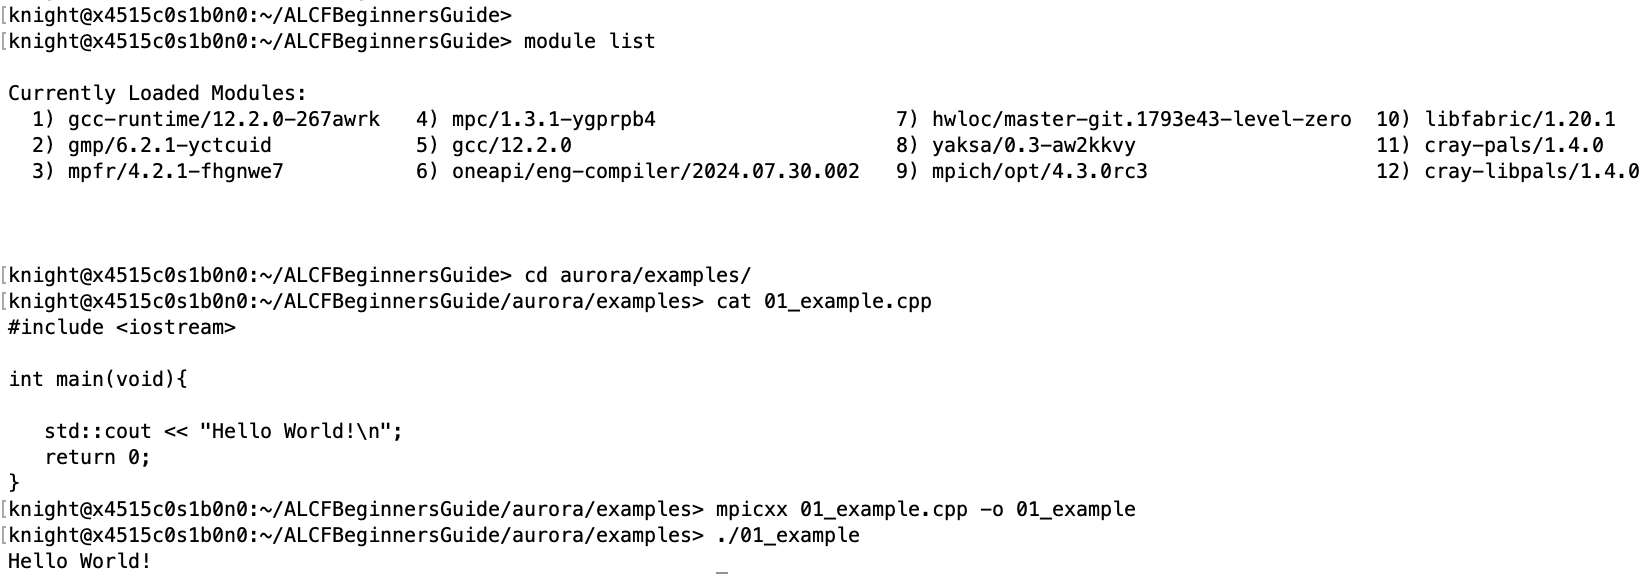 [knight@x4515c0s1b0n0:~/ALCFBeginnersGuide>
[knight@x4515c0s1b0n0:~/ALCFBeginnersGuide> module list
Currently Loaded Modules:
1) gcc-runtime/12.2.0-267awrk   4) mpc/1.3.1-ygprpb4                    7) hwloc/master-git.1793e43-level-zero  10) libfabric/1.20.1
2) gmp/6.2.1-yctcuid            5) gcc/12.2.0                           8) yaksa/0.3-aw2kkvy                    11) cray-pals/1.4.0
3) mpfr/4.2.1-fhgnwe7           6) oneapi/eng-compiler/2024.07.30.002   9) mpich/opt/4.3.0rc3                   12) cray-libpals/1.4.0
[knight@x4515c0s1b0n0:~/ALCFBeginnersGuide> cd aurora/examples/
[knight@x4515c0s1b0n0:~/ALCFBeginnersGuide/aurora/examples> cat 01_example.cpp
#include <iostream>
int main(void){
   std::cout << "Hello World!\n";
   return 0;
}
[knight@x4515c0s1b0n0:~/ALCFBeginnersGuide/aurora/examples> mpicxx 01_example.cpp -o 01_example
[knight@x4515c0s1b0n0:~/ALCFBeginnersGuide/aurora/examples> ./01_example
Hello World!